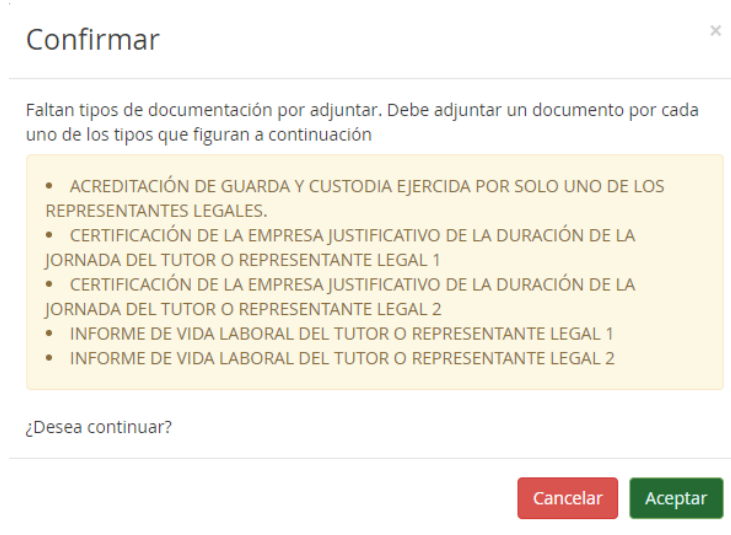 Confirmar
×
Faltan tipos de documentación por adjuntar. Debe adjuntar un documento por cada
uno de los tipos que figuran a continuación
• ACREDITACIÓN DE GUARDA Y CUSTODIA EJERCIDA POR SOLO UNO DE LOS
REPRESENTANTES LEGALES.
• CERTIFICACIÓN DE LA EMPRESA JUSTIFICATIVO DE LA DURACIÓN DE LA
JORNADA DEL TUTOR O REPRESENTANTE LEGAL 1
• CERTIFICACIÓN DE LA EMPRESA JUSTIFICATIVO DE LA DURACIÓN DE LA
JORNADA DEL TUTOR O REPRESENTANTE LEGAL 2
• INFORME DE VIDA LABORAL DEL TUTOR O REPRESENTANTE LEGAL 1
• INFORME DE VIDA LABORAL DEL TUTOR O REPRESENTANTE LEGAL 2
¿Desea continuar?
Cancelar
Aceptar